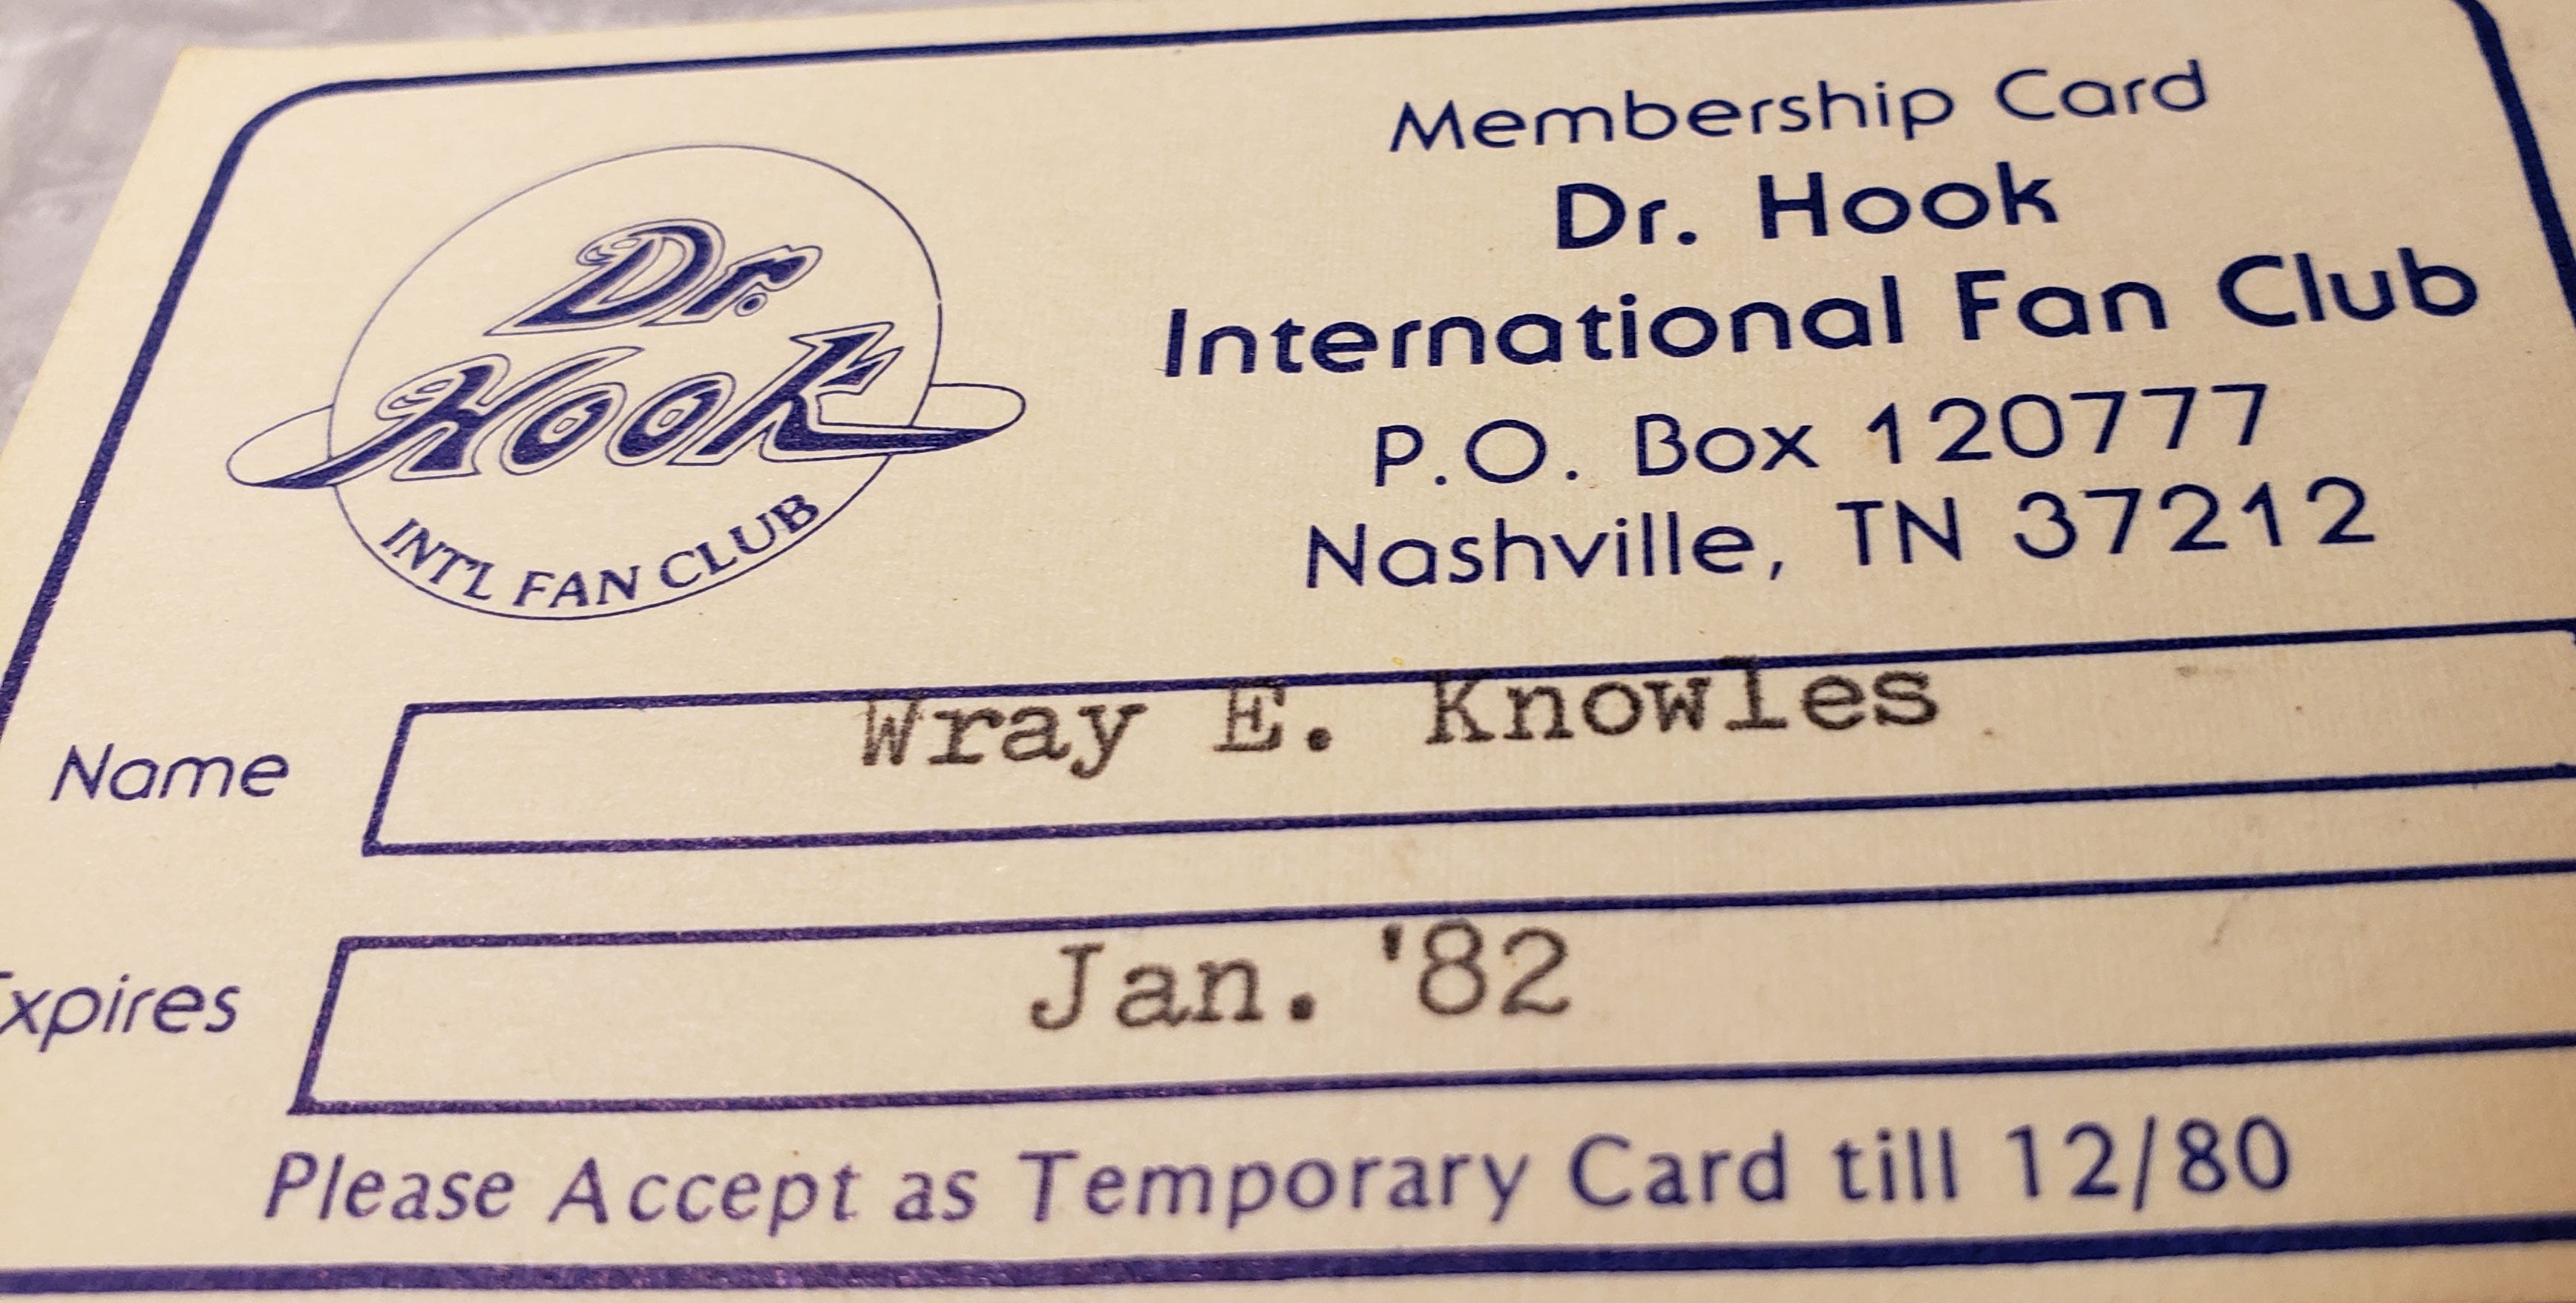 Dr.
Hook
INT'L FAN CLUB
Membership Card
Dr. Hook
International Fan Club
P.O. Box 120777
Nashville, TN 37212
Name Wray E. Knowles
Expires Jan. '82
Please Accept as Temporary Card till 12/80